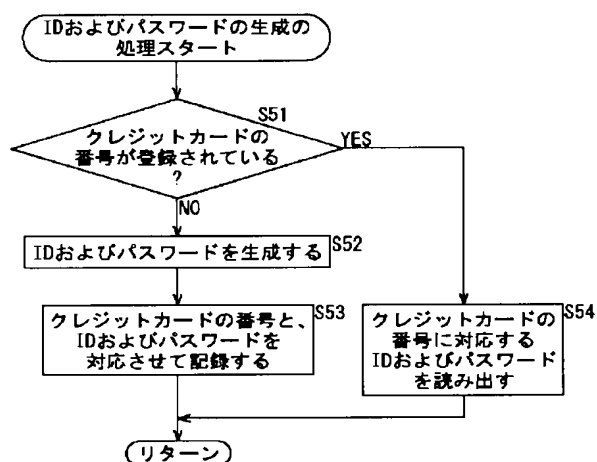 IDおよびパスワードの生成の
処理スタート
S51
クレジットカードの
番号が登録されている
?
YES
NO
IDおよびパスワードを生成する
S52
クレジットカードの番号と、
IDおよびパスワードを
対応させて記録する
S53
クレジットカードの
番号に対応する
IDおよびパスワード
を読み出す
S54
リターン